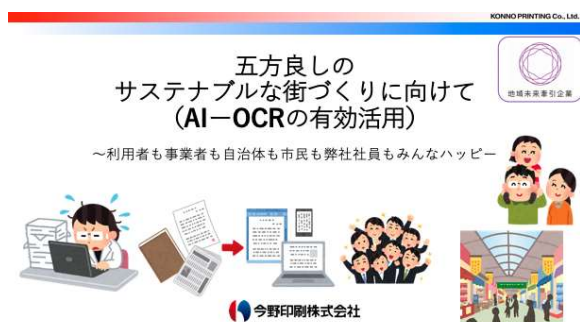 KONNO PRINTING Co., Ltd.
五方良しの
サステナブルな街づくりに向けて
(AI－OCRの有効活用)
～利用者も事業者も自治体も市民も弊社社員もみんなハッピー
地域未来牽引企業
今野印刷株式会社